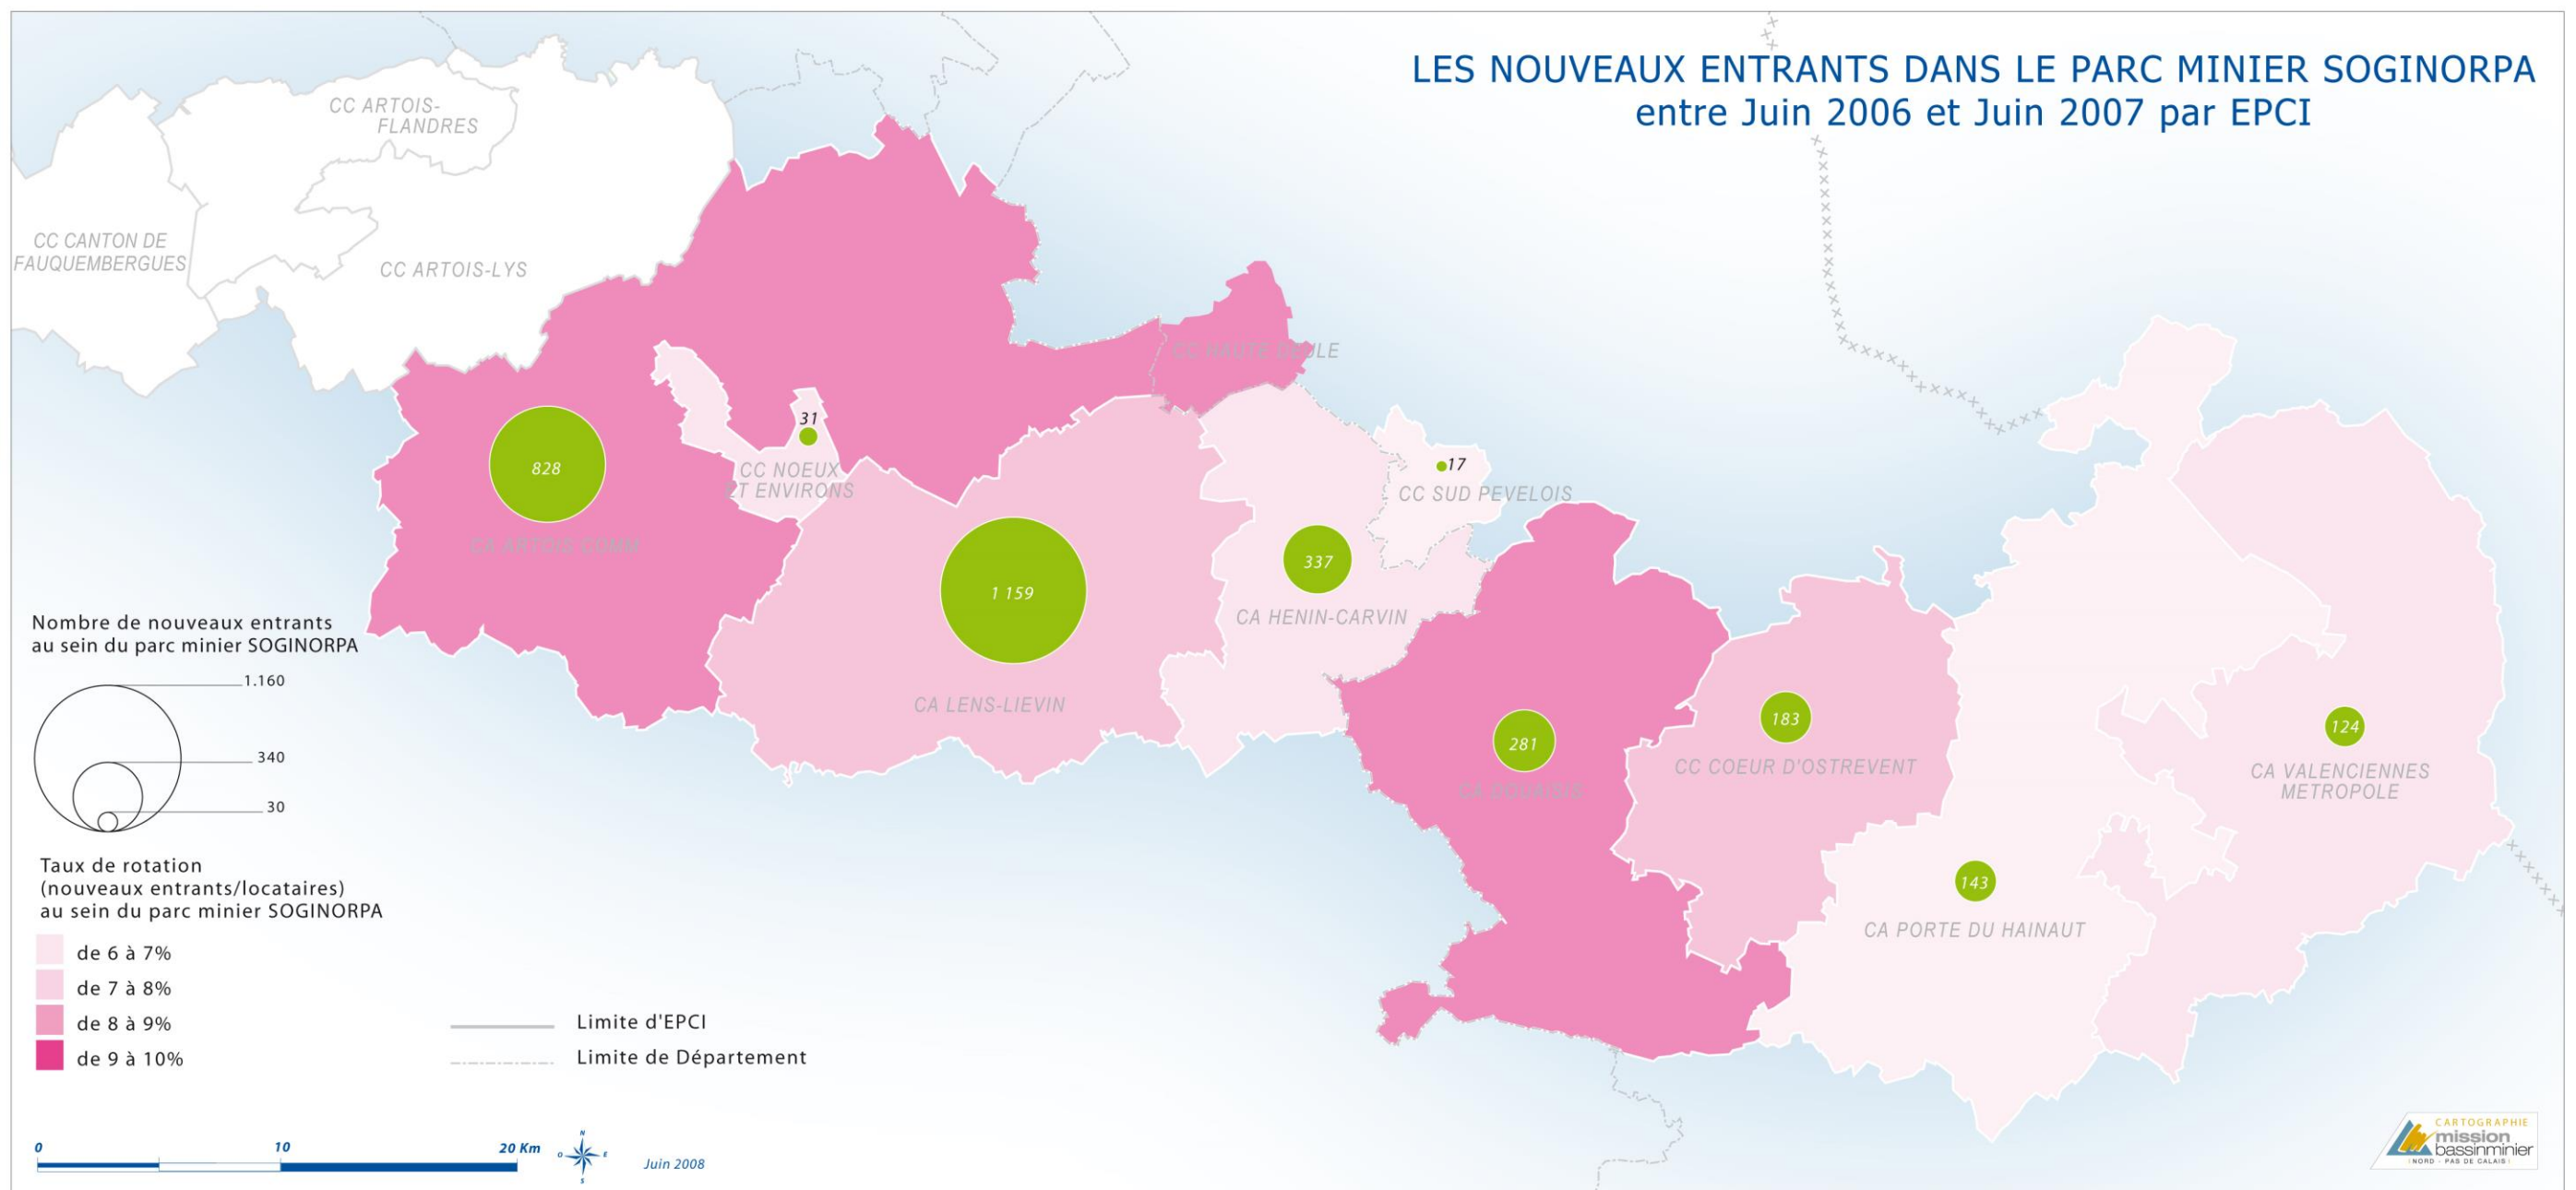 LES NOUVEAUX ENTRANTS DANS LE PARC MINIER SOGINORPA
entre Juin 2006 et Juin 2007 par EPCI
CC ARTOIS-
FLANDRES
CC CANTON DE
FAUQUEMBERGUES
CC ARTOIS-LYS
CC HAUTE DEULE
31
828
CC NOEUX
ET ENVIRONS
17
CC SUD PEVELOIS
CA ARTOIS COMM
337
1 159
CA HENIN-CARVIN
CA LENS-LIEVIN
281
CA DOUAISIS
183
CC COEUR D'OSTREVENT
124
CA VALENCIENNES
METROPOLE
143
CA PORTE DU HAINAUT
Nombre de nouveaux entrants
au sein du parc minier SOGINORPA
1.160
340
30
Taux de rotation
(nouveaux entrants/locataires)
au sein du parc minier SOGINORPA
de 6 à 7%
de 7 à 8%
de 8 à 9%
de 9 à 10%
Limite d'EPCI
Limite de Département
0 10 20 Km
N
O E
S
Juin 2008
CARTOGRAPHIE
mission
bassinminier
NORD - PAS DE CALAIS